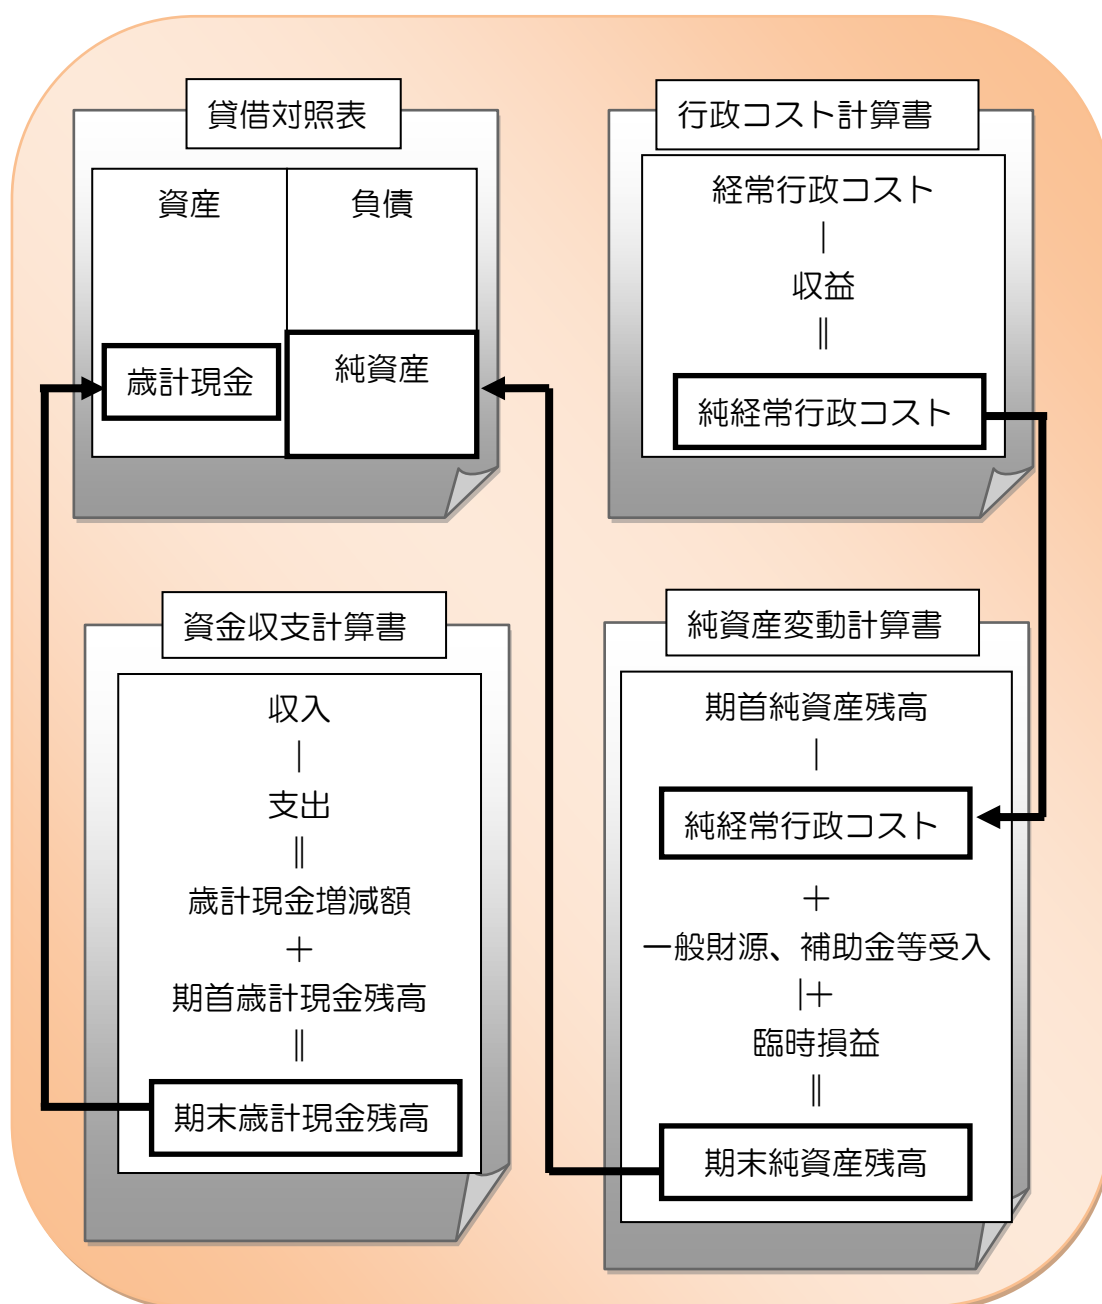 貸借対照表
資産
負債
歳計現金
純資産
行政コスト計算書
経常行政コスト
｜
収益
∥
純経常行政コスト
資金収支計算書
収入
｜
支出
∥
歳計現金増減額
＋
期首歳計現金残高
∥
期末歳計現金残高
純資産変動計算書
期首純資産残高
｜
純経常行政コスト
＋
一般財源、補助金等受入
｜＋
臨時損益
∥
期末純資産残高